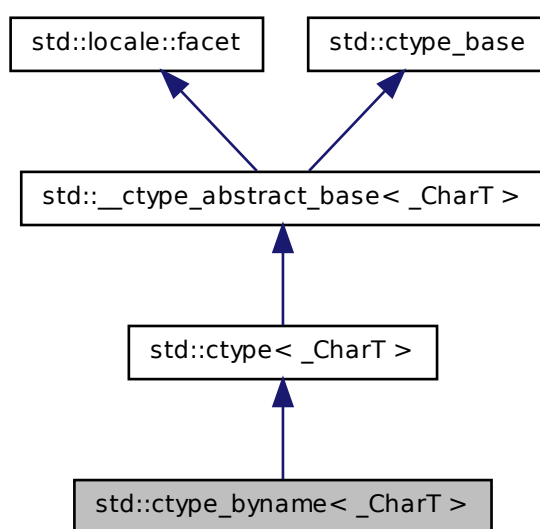 std::locale::facet
std::ctype_base
std::__ctype_abstract_base< _CharT >
std::ctype< _CharT >
std::ctype_byname< _CharT >